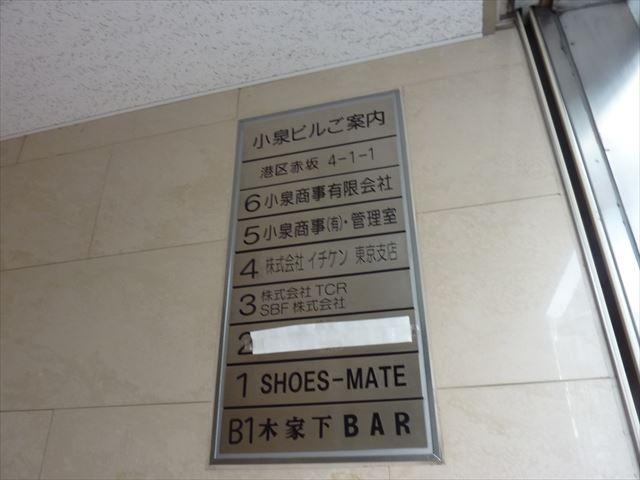 小泉ビルご案内
港区赤坂 4-1-1
6 小泉商事有限会社
5 小泉商事(有)・管理室
4 株式会社 イチケン 東京支店
3 株式会社 TCR
SBF 株式会社
2
1 SHOES-MATE
B1 木家下 BAR